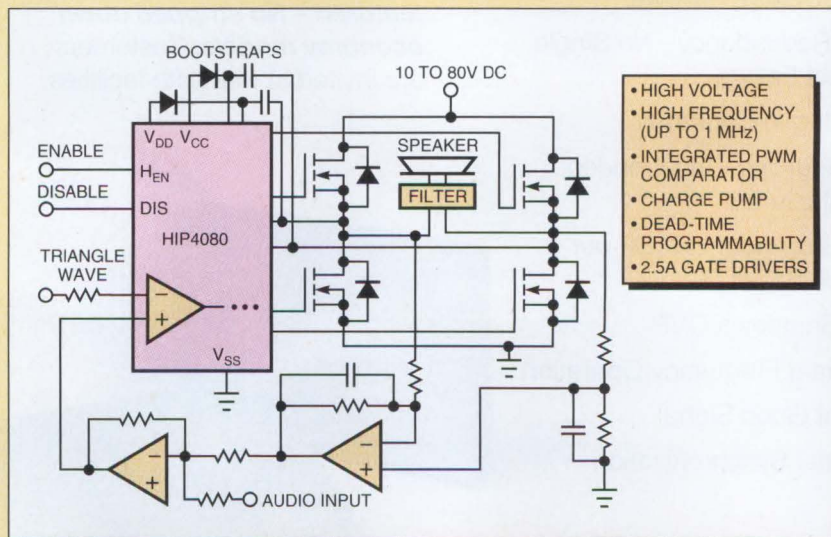 BOOTSTRAPS
10 TO 80V DC
VDD
VCC
ENABLE
HEN
DISABLE
DIS
HIP4080
TRIANGLE
WAVE
VSS
SPEAKER
FILTER
AUDIO INPUT
• HIGH VOLTAGE
• HIGH FREQUENCY
(UP TO 1 MHz)
• INTEGRATED PWM
COMPARATOR
• CHARGE PUMP
• DEAD-TIME
PROGRAMMABILITY
• 2.5A GATE DRIVERS